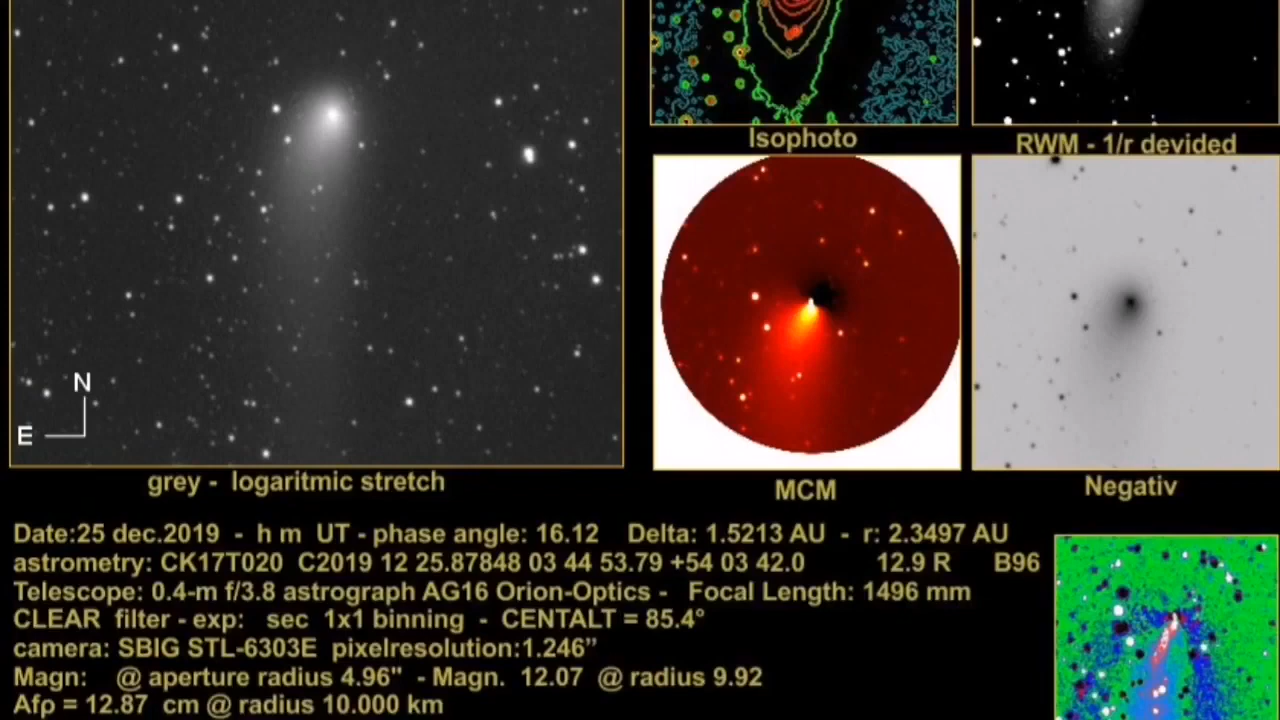 Isophoto
RWM - 1/r devided
N
E
grey - logaritmic stretch
MCM
Negativ
Date:25 dec.2019 - h m UT - phase angle: 16.12 Delta: 1.5213 AU - r: 2.3497 AU
astrometry: CK17T020 C2019 12 25.87848 03 44 53.79 +54 03 42.0 12.9 R B96
Telescope: 0.4-m f/3.8 astrograph AG16 Orion-Optics - Focal Length: 1496 mm
CLEAR filter - exp: sec 1x1 binning - CENTALT = 85.4°
camera: SBIG STL-6303E pixelresolution:1.246”
Magn: @ aperture radius 4.96" - Magn. 12.07 @ radius 9.92
Afρ = 12.87 cm @ radius 10.000 km